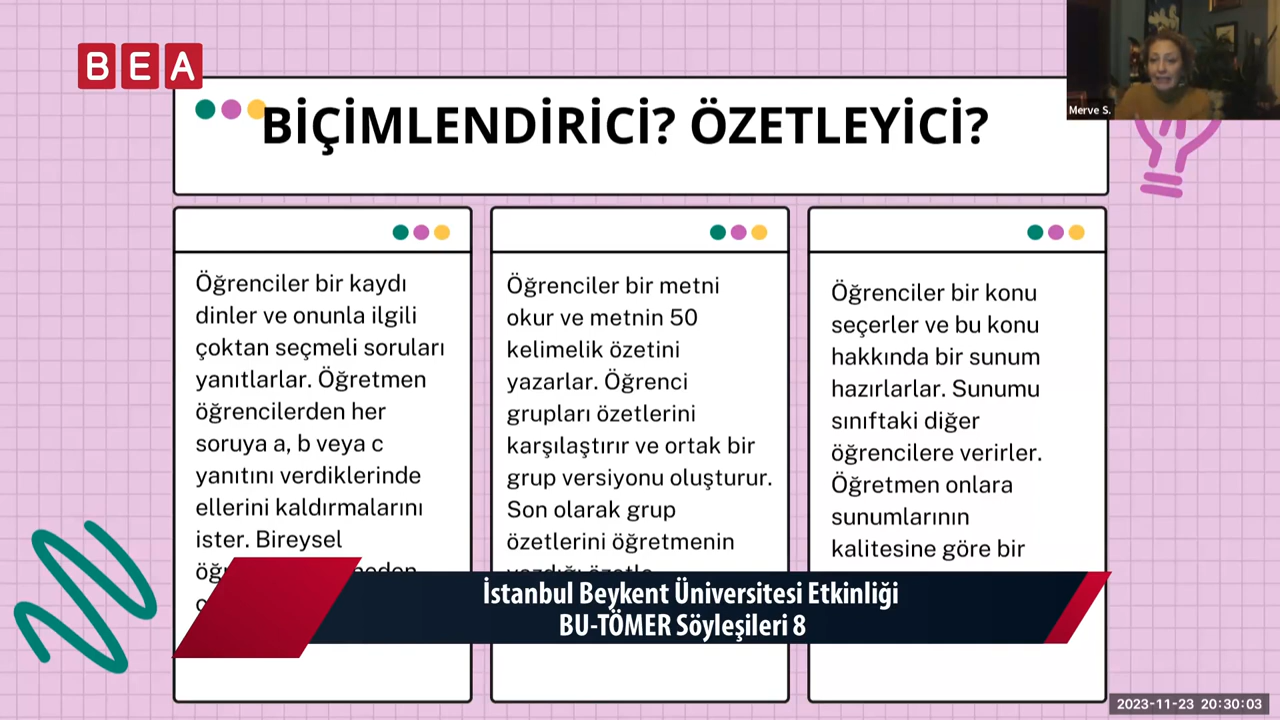 BEA
BİÇİMLENDİRİCİ? ÖZETLEYİCİ?
Merve S.
Öğrenciler bir kaydı
dinler ve onunla ilgili
çoktan seçmeli soruları
yanıtlarlar. Öğretmen
öğrencilerden her
soruya a, b veya c
yanıtını verdiklerinde
ellerini kaldırmalarını
ister. Bireysel
Öğrenciler bir metni
okur ve metnin 50
kelimelik özetini
yazarlar. Öğrenci
grupları özetlerini
karşılaştırır ve ortak bir
grup versiyonu oluşturur.
Son olarak grup
özetlerini öğretmenin
Öğrenciler bir konu
seçerler ve bu konu
hakkında bir sunum
hazırlarlar. Sunumu
sınıftaki diğer
öğrencilere verirler.
Öğretmen onlara
sunumlarının
kalitesine göre bir
İstanbul Beykent Üniversitesi Etkinliği
BU-TÖMER Söyleşileri 8
2023-11-23 20:30:03